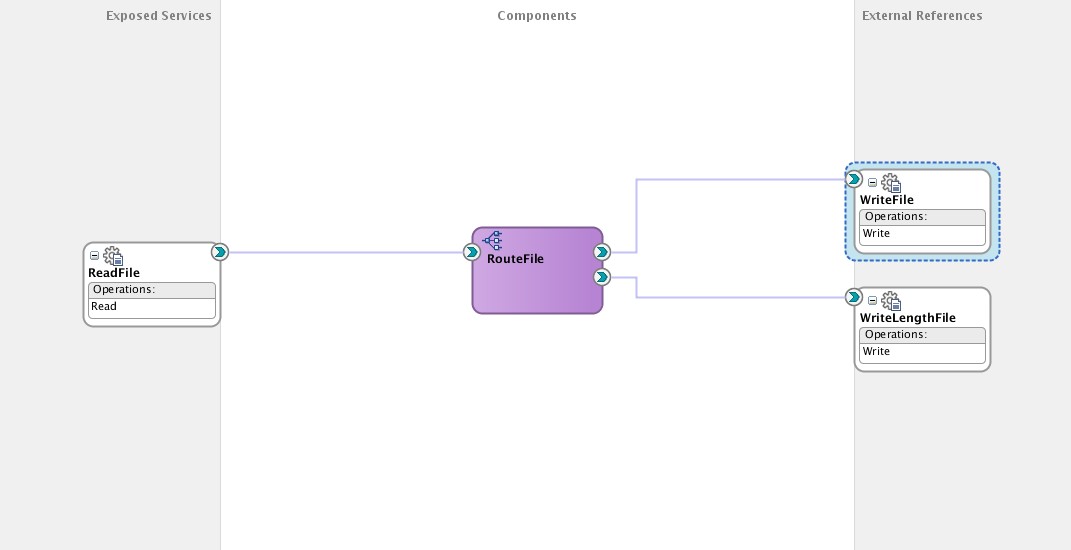 Exposed Services
Components
External References
ReadFile
Operations:
Read
RouteFile
WriteFile
Operations:
Write
WriteLengthFile
Operations:
Write